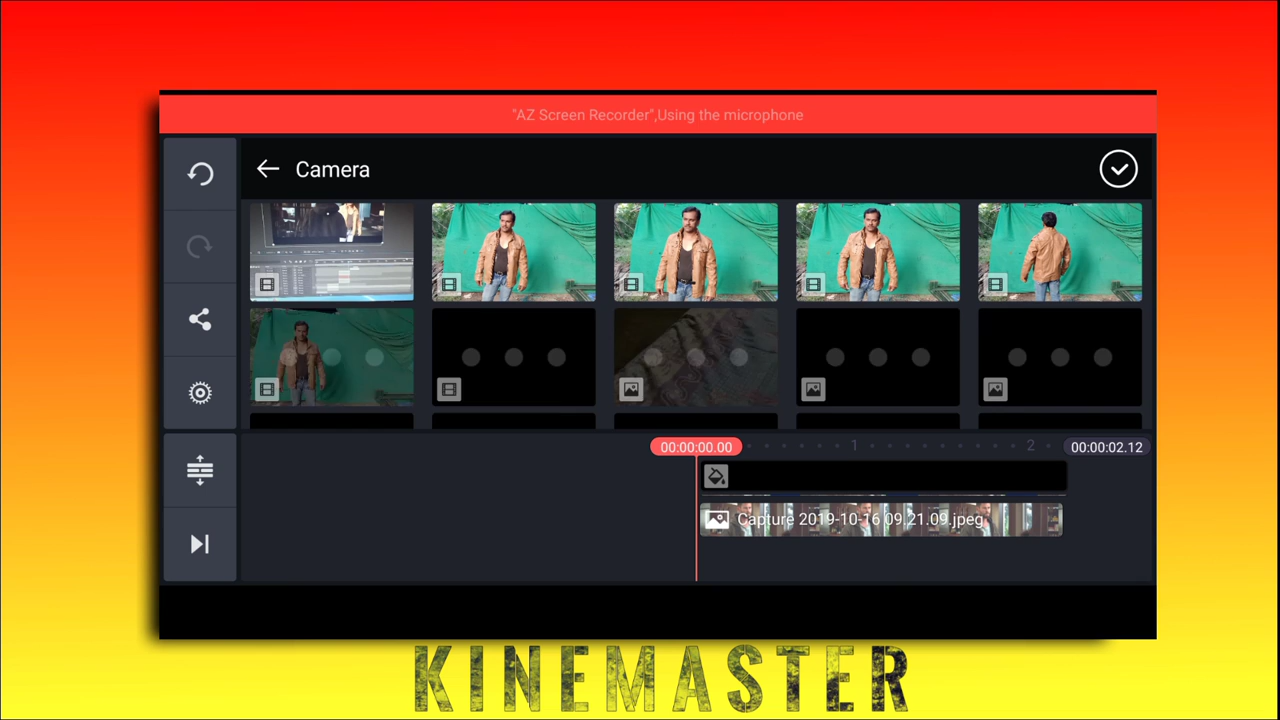 "AZ Screen Recorder",Using the microphone
Camera
00:00:00.00
1
2
00:00:02.12
Capture 2019-10-16 09.21.09.jpeg
KINEMASTER